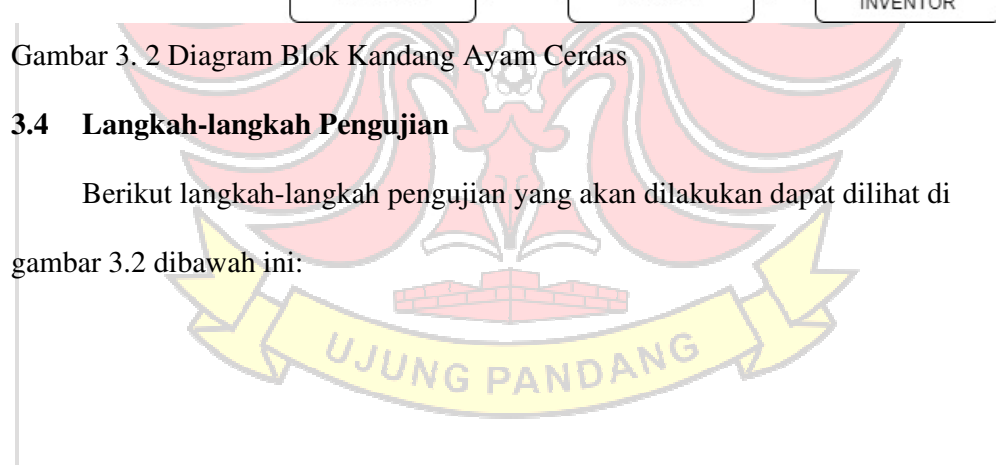 INVENTOR
Gambar 3. 2 Diagram Blok Kandang Ayam Cerdas
3.4 Langkah-langkah Pengujian
Berikut langkah-langkah pengujian yang akan dilakukan dapat dilihat di
gambar 3.2 dibawah ini:
UJUNG PANDANG